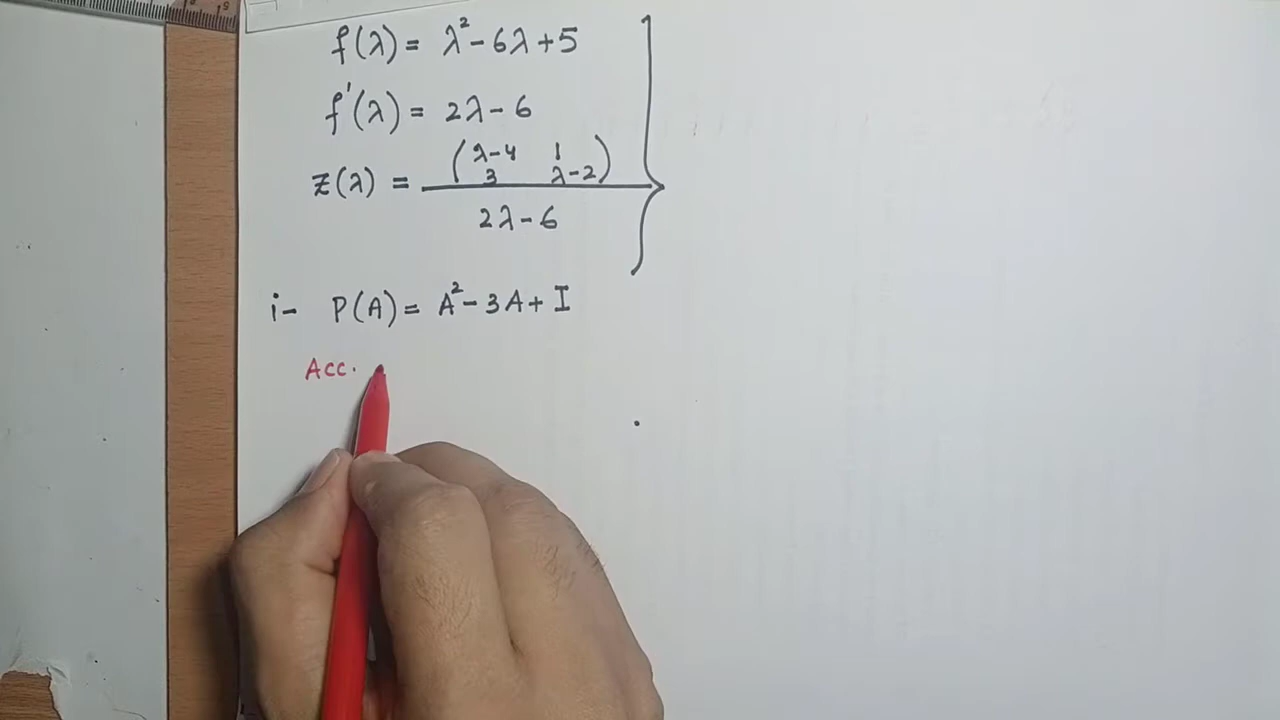 f(λ) = λ² - 6λ + 5
f'(λ) = 2λ - 6
(λ-4 1
z(λ) = 3 λ-2)
2λ - 6
i- P(A) = A² - 3A + I
Acc.